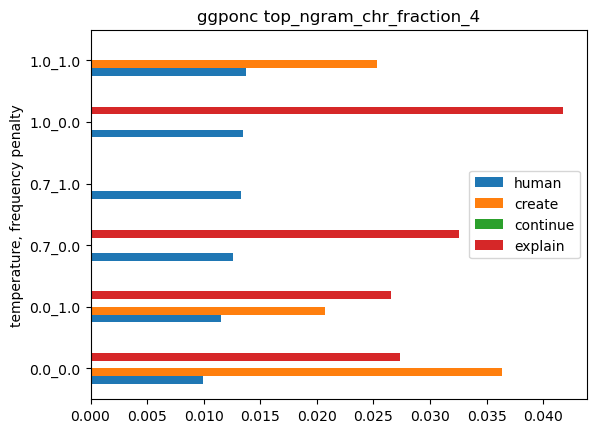 ggponc top_ngram_chr_fraction_4
temperature, frequency penalty
1.0_1.0
1.0_0.0
0.7_1.0
0.7_0.0
0.0_1.0
0.0_0.0
human
create
continue
explain
0.000 0.005 0.010 0.015 0.020 0.025 0.030 0.035 0.040